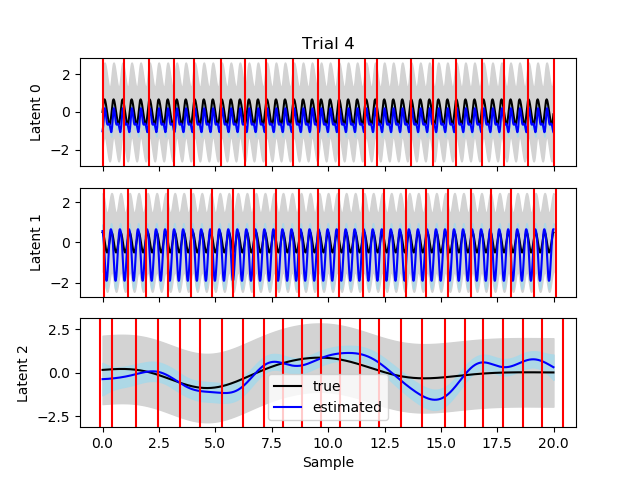 Trial 4
Latent 0
2
0
−2
Latent 1
2
0
−2
Latent 2
2.5
0.0
−2.5
true
estimated
0.0 2.5 5.0 7.5 10.0 12.5 15.0 17.5 20.0
Sample